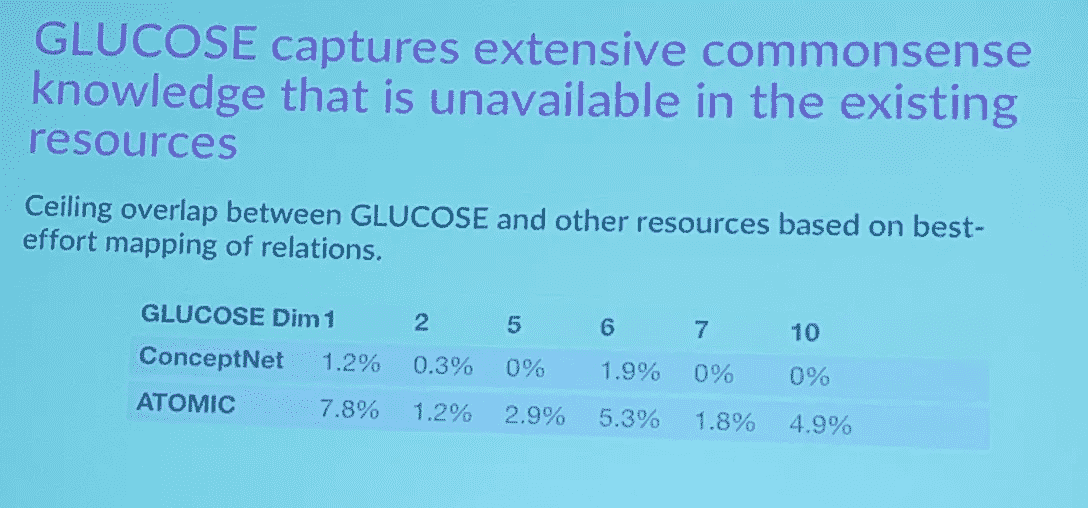 GLUCOSE captures extensive commonsense
knowledge that is unavailable in the existing
resources
Ceiling overlap between GLUCOSE and other resources based on best-
effort mapping of relations.
GLUCOSE Dim1 2 5 6 7 10
ConceptNet 1.2% 0.3% 0% 1.9% 0% 0%
ATOMIC 7.8% 1.2% 2.9% 5.3% 1.8% 4.9%